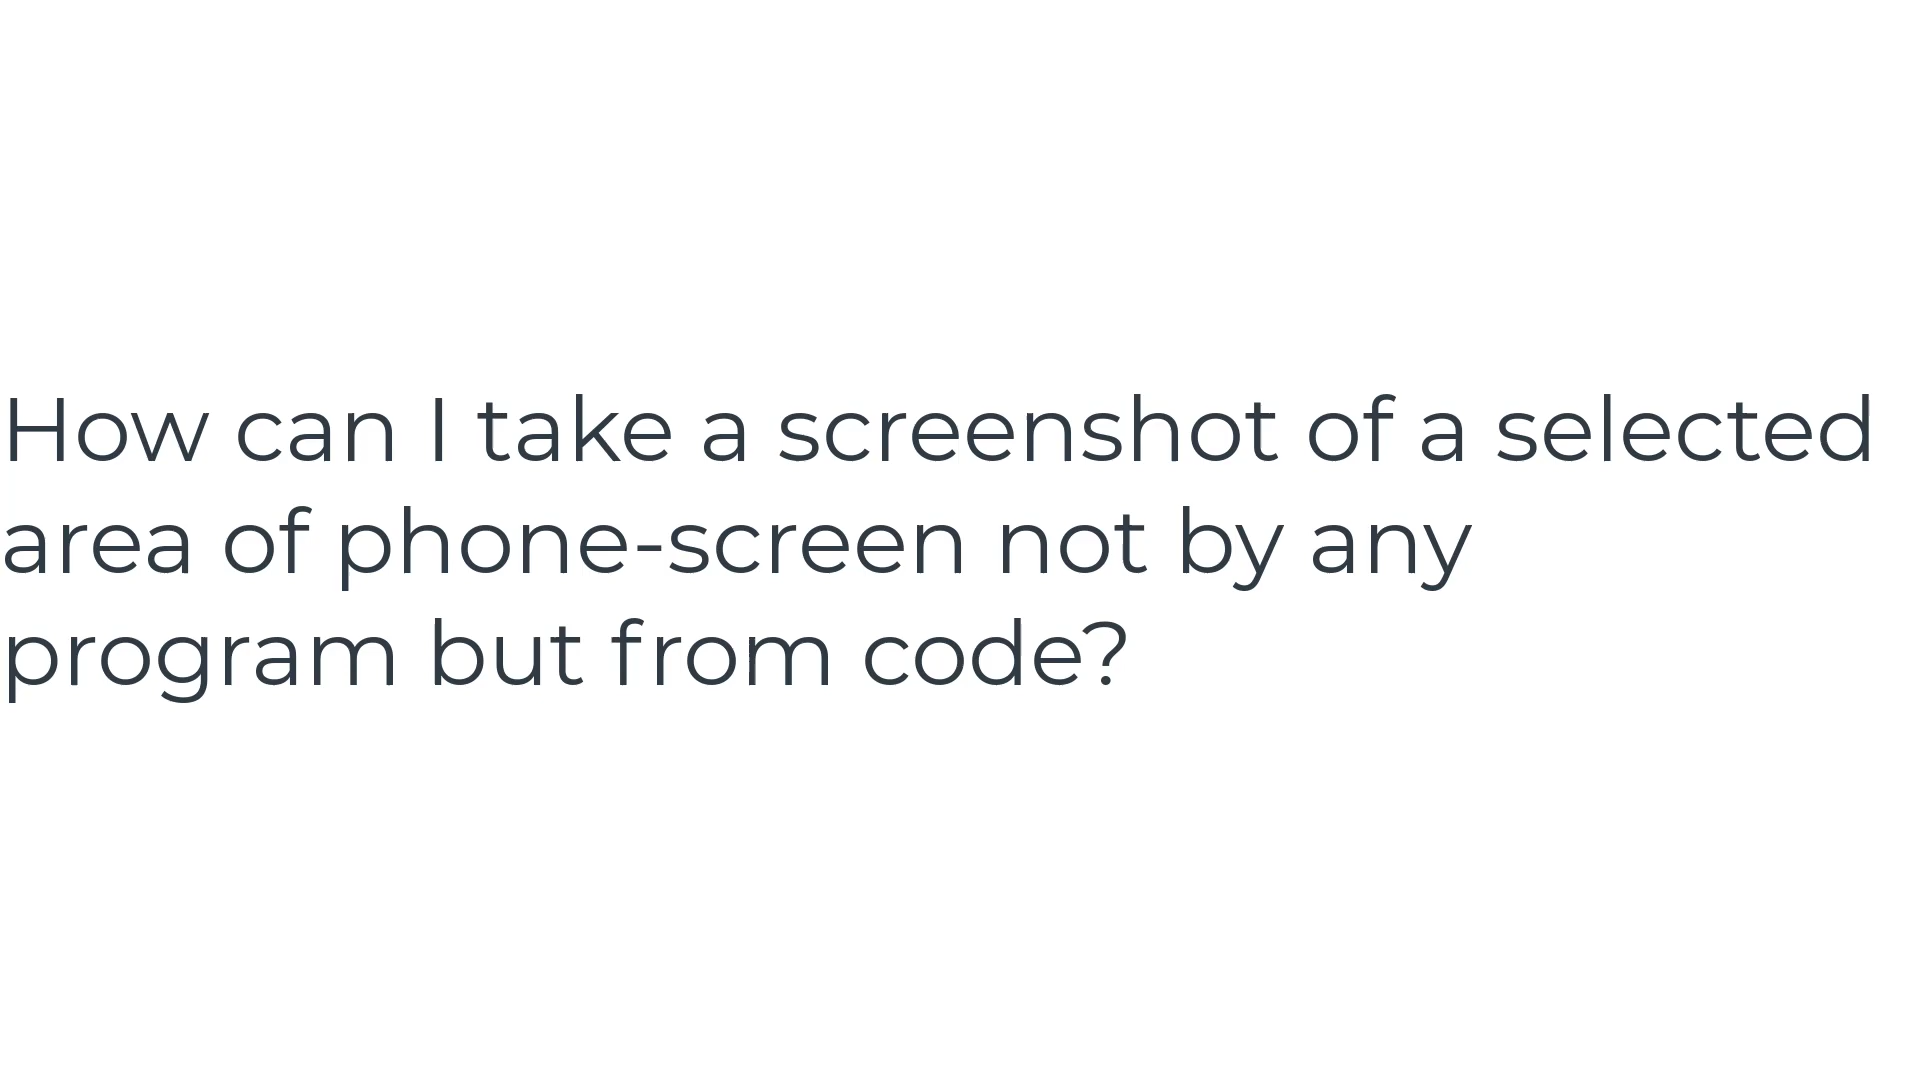 How can I take a screenshot of a selected
area of phone-screen not by any
program but from code?